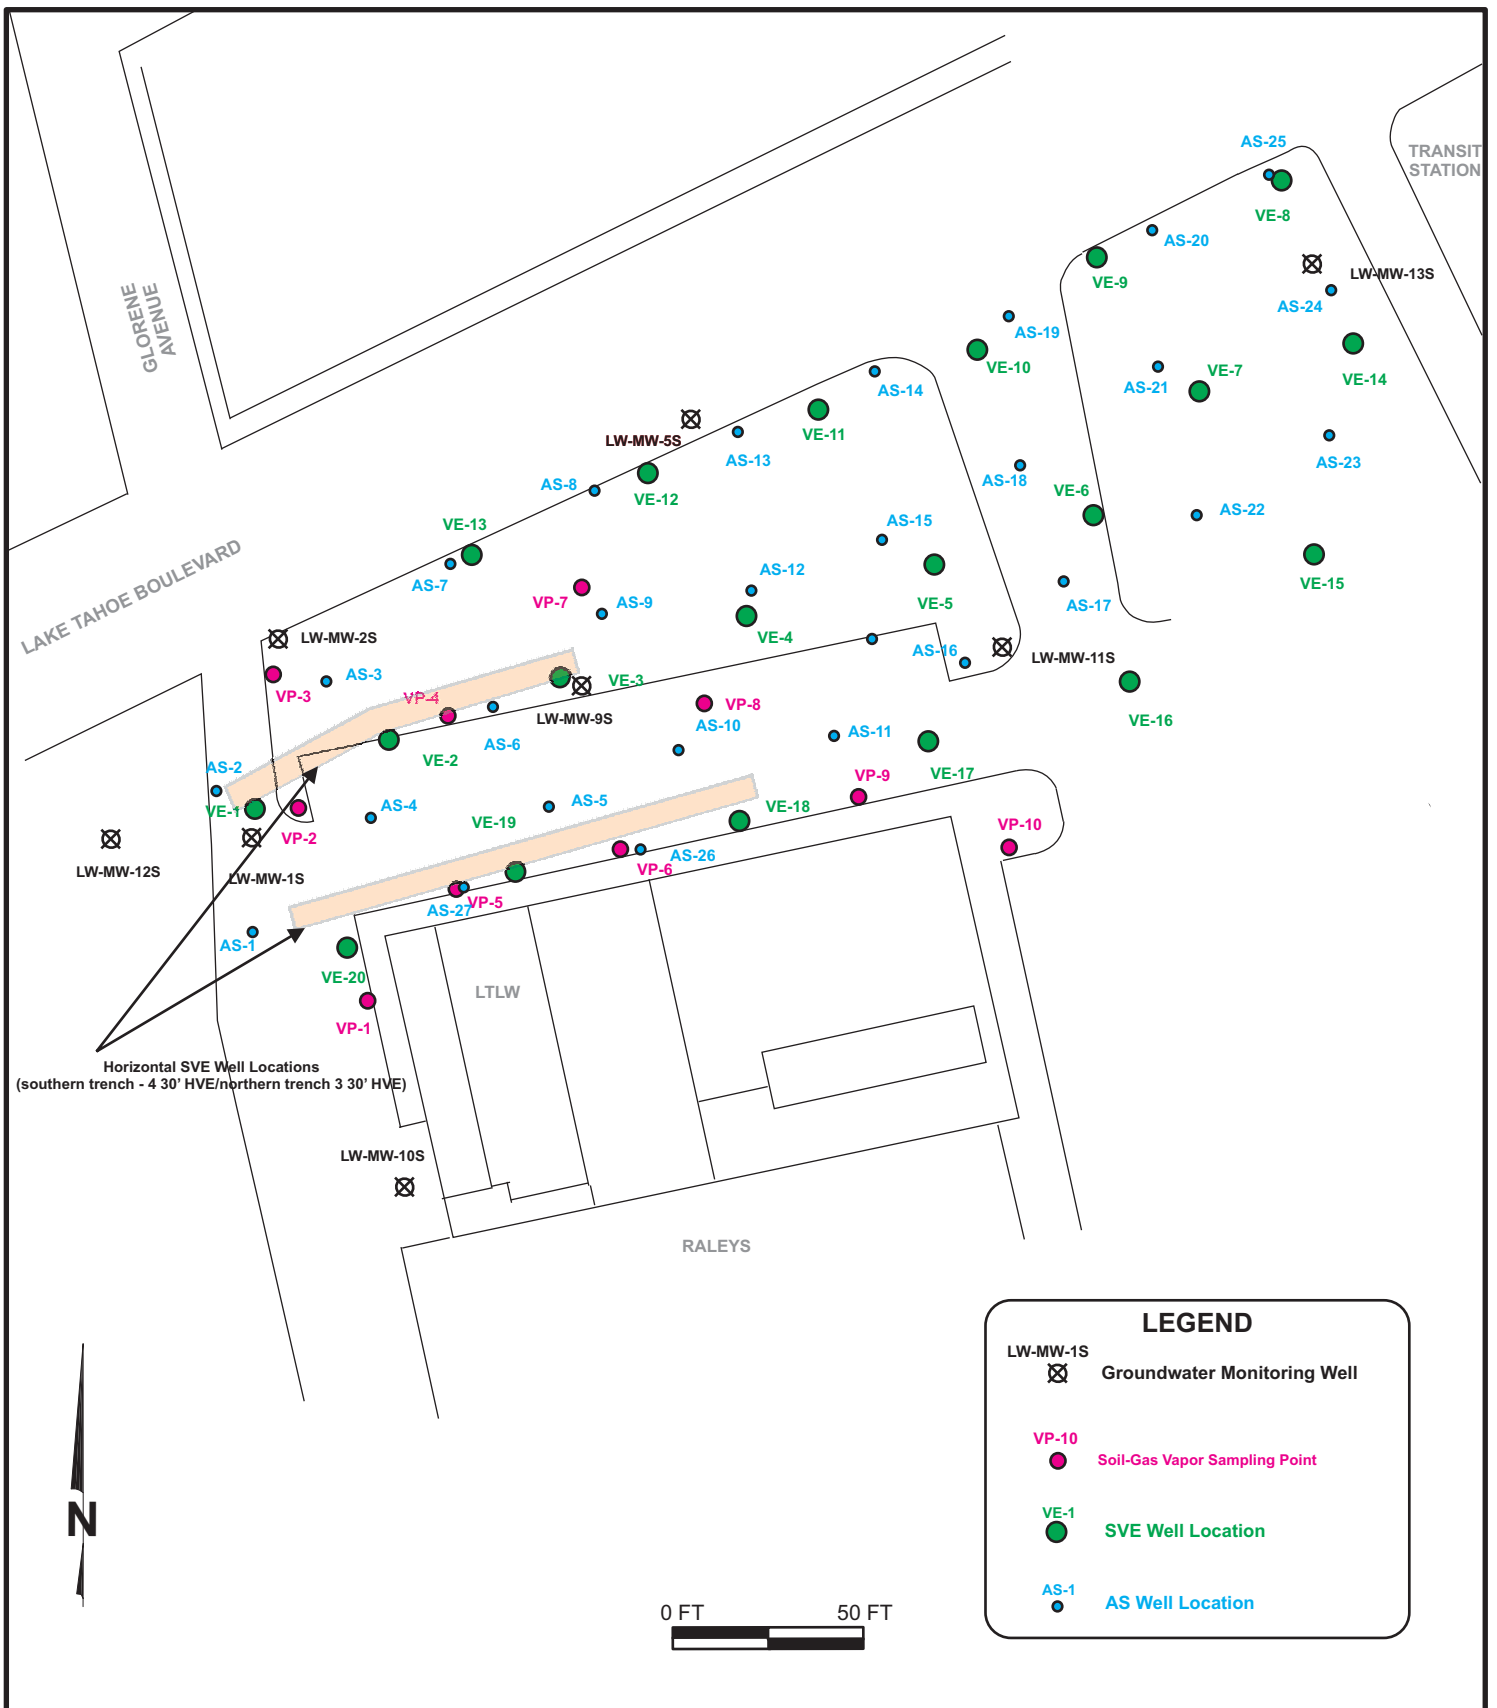 AS-25
TRANSIT
STATION
VE-8
AS-20
LW-MW-13S
VE-9
AS-24
GLORENE
AVENUE
AS-19
VE-10
VE-14
AS-21
VE-7
AS-14
LW-MW-5S
VE-11
AS-13
AS-23
AS-8
VE-12
AS-18
VE-6
AS-22
VE-13
AS-15
LAKE TAHOE BOULEVARD
AS-7
VE-15
AS-12
VP-7
AS-9
VE-5
AS-17
VE-4
LW-MW-2S
AS-16
LW-MW-11S
AS-3
VP-3
VP-4
VE-3
VE-16
VP-8
LW-MW-9S
AS-6
AS-10
AS-11
VE-2
AS-2
VE-17
VP-9
VE-1
AS-4
AS-5
VE-18
VE-19
VP-2
VP-10
LW-MW-12S
LW-MW-1S
AS-26
VP-6
VP-5
AS-27
AS-1
VE-20
LTLW
VP-1
Horizontal SVE Well Locations
(southern trench - 4 30' HVE/northern trench 3 30' HVE)
LW-MW-10S
RALEYS
N
0 FT
50 FT
LEGEND
LW-MW-1S
Groundwater Monitoring Well
VP-10
Soil-Gas Vapor Sampling Point
VE-1
SVE Well Location
AS-1
AS Well Location